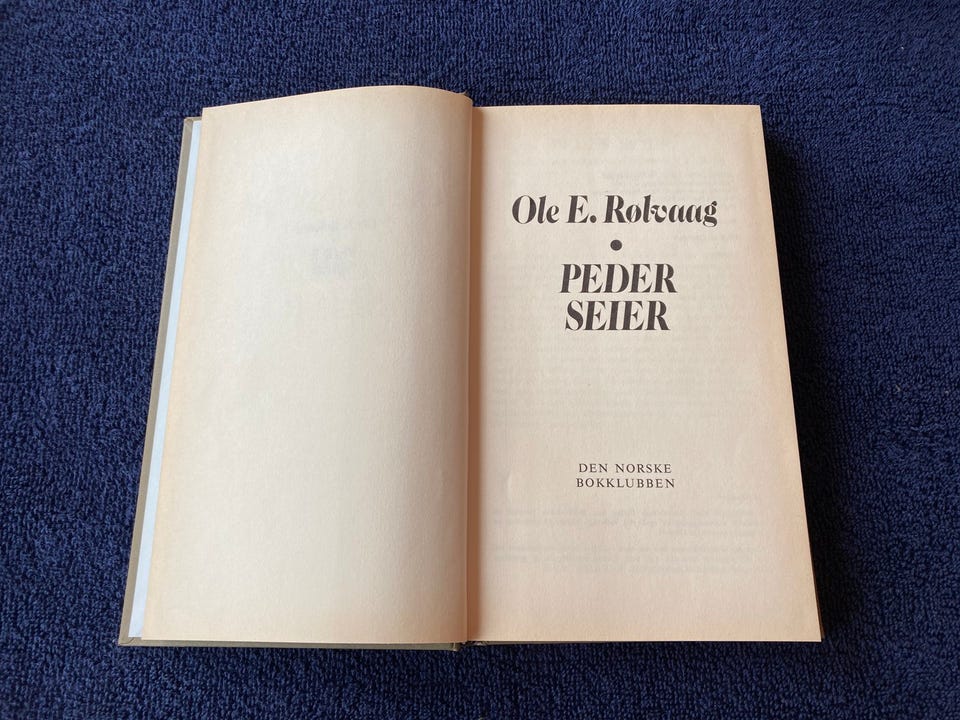 Ole E. Rølvaag
•
PEDER
SEIER
DEN NORSKE
BOKKLUBBEN